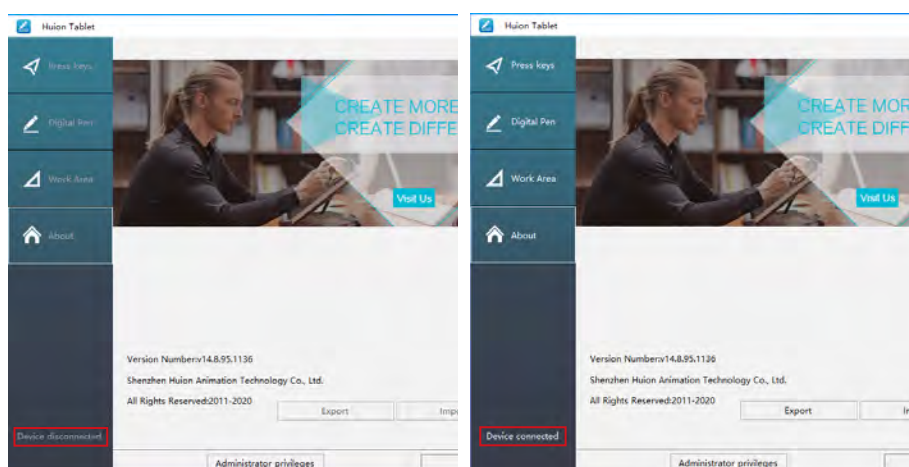 Huion Tablet
Press keys
Digital Pen
Work Area
About
CREATE MORE
CREATE DIFFE
Visit Us
Version Number:v14.8.95.1136
Shenzhen Huion Animation Technology Co., Ltd.
All Rights Reserved:2011-2020
Export
Impo
Device disconnected
Administrator privileges
Huion Tablet
Press keys
Digital Pen
Work Area
About
CREATE MOR
CREATE DIFF
Visit Us
Version Number:v14.8.95.1136
Shenzhen Huion Animation Technology Co., Ltd.
All Rights Reserved:2011-2020
Export
Device connected
Administrator privileges